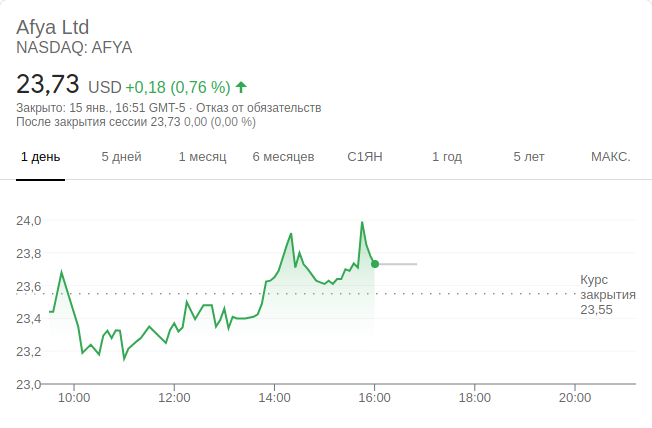 Afya Ltd
NASDAQ: AFYA
23,73 USD +0,18 (0,76 %)
Закрыто: 15 янв., 16:51 GMT-5 · Отказ от обязательств
После закрытия сессии 23,73 0,00 (0,00 %)
1 день 5 дней 1 месяц 6 месяцев С1ЯН 1 год 5 лет МАКС.
24,0
23,8
23,6
23,4
23,2
23,0
Курс
закрытия
23,55
10:00 12:00 14:00 16:00 18:00 20:00